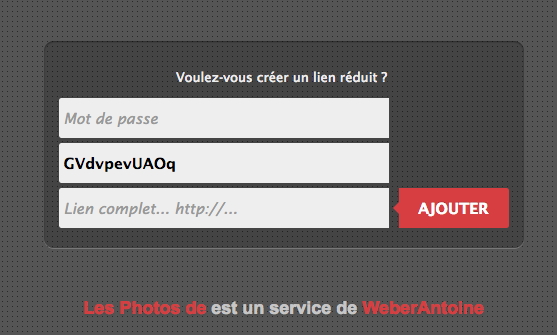 Voulez-vous créer un lien réduit ?
Mot de passe
GVdvpevUAOq
Lien complet... http://...
AJOUTER
Les Photos de est un service de WeberAntoine